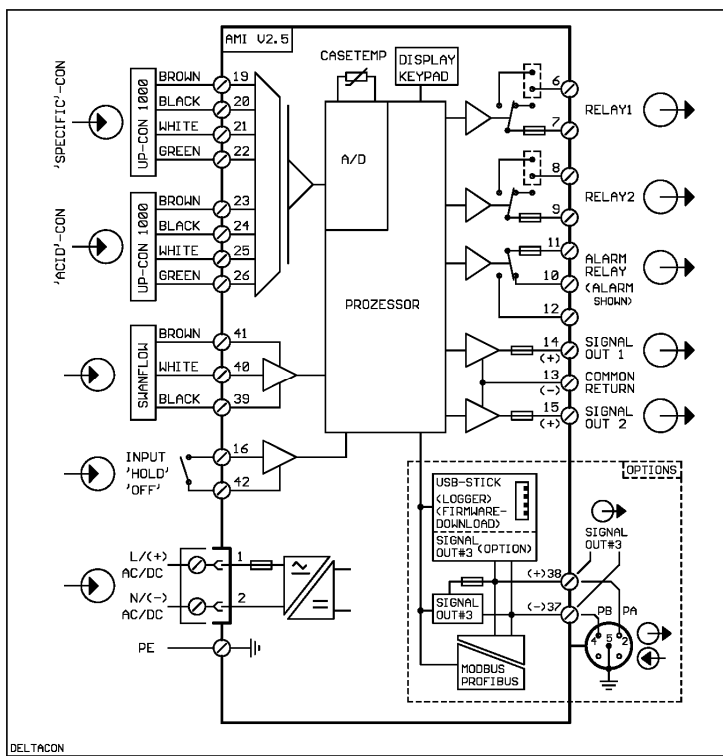 AMI V2.5
CASETEMP
DISPLAY
KEYPAD
A/D
PROZESSOR
'SPECIFIC'-CON
UP-CON 1000
BROWN 19
BLACK 20
WHITE 21
GREEN 22
'ACID'-CON
UP-CON 1000
BROWN 23
BLACK 24
WHITE 25
GREEN 26
SWANFLOW
BROWN 41
WHITE 40
BLACK 39
INPUT 16
'HOLD'
'OFF' 42
L/(+) 1
AC/DC
N/(-) 2
AC/DC
PE
6
RELAY1
7
8
RELAY2
9
11
ALARM
10 RELAY
(ALARM
SHOWN)
12
14 SIGNAL
(+) OUT 1
13 COMMON
(-) RETURN
15 SIGNAL
(+) OUT 2
OPTIONS
USB-STICK
(LOGGER)
(FIRMWARE-
DOWNLOAD)
SIGNAL
OUT#3 (OPTION)
SIGNAL
OUT#3
(+)38
SIGNAL
OUT#3
(-)37
PB PA
4 5 2
MODBUS
PROFIBUS
DELTACON